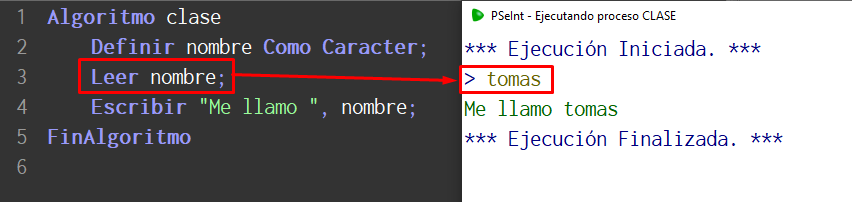 1 Algoritmo clase
2 Definir nombre Como Caracter;
3 Leer nombre;
4 Escribir "Me llamo ", nombre;
5 FinAlgoritmo
6
PSeInt - Ejecutando proceso CLASE
*** Ejecución Iniciada. ***
> tomas
Me llamo tomas
*** Ejecución Finalizada. ***